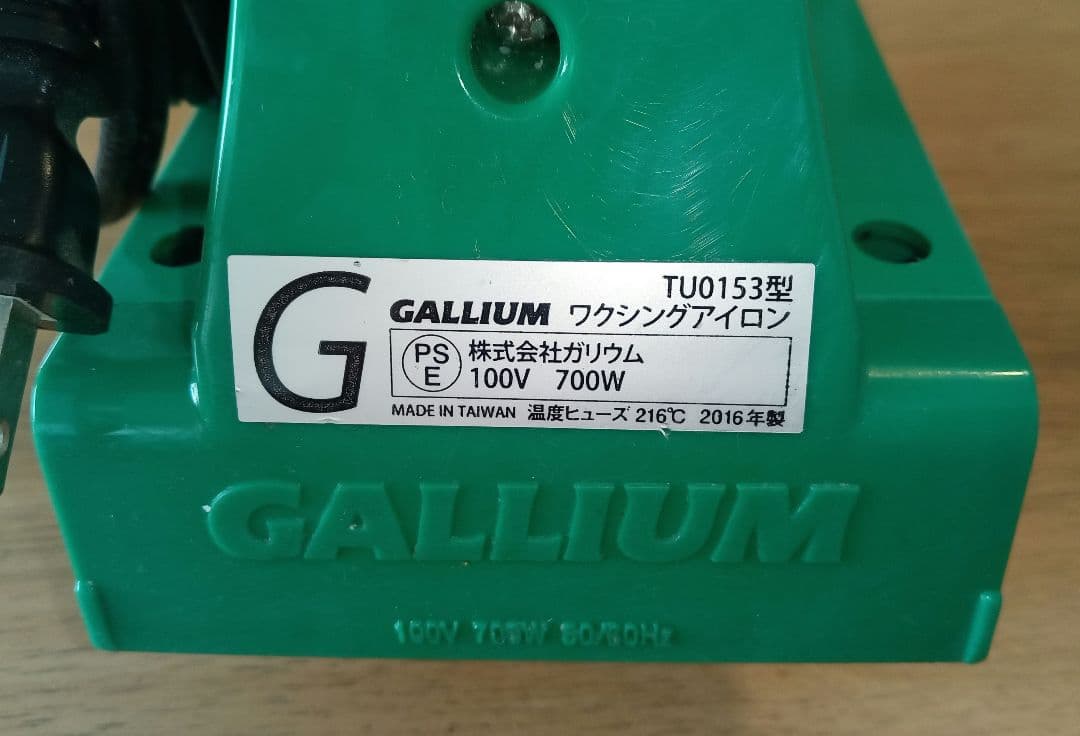 G
TU0153型
GALLIUM ワクシングアイロン
PS E 株式会社ガリウム
100V 700W
MADE IN TAIWAN 温度ヒューズ 216℃ 2016年製
GALLIUM
100V 700W 50/60Hz